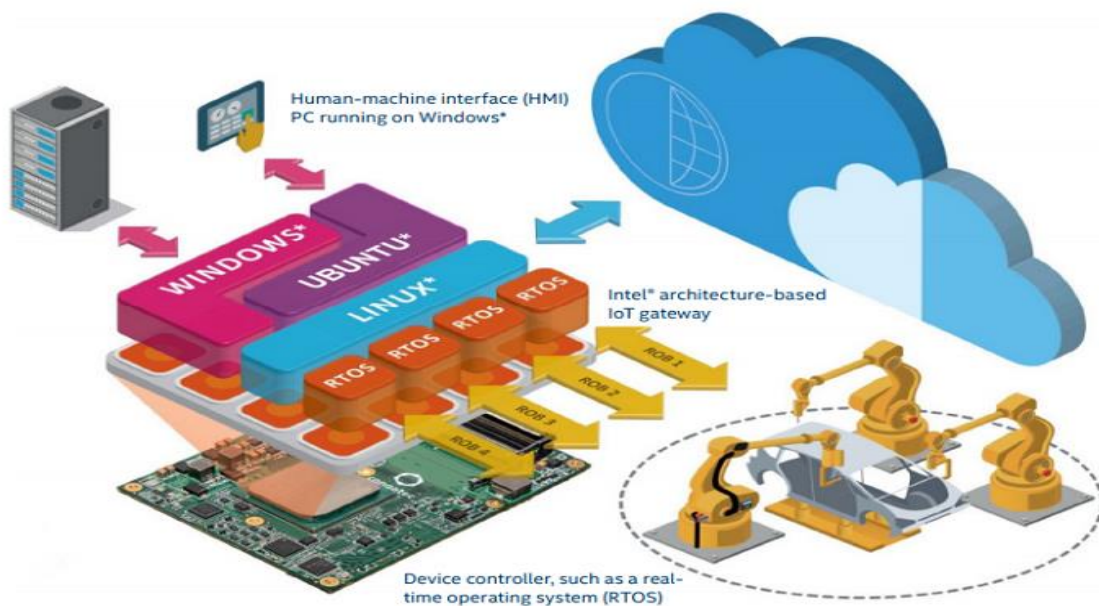 Human-machine interface (HMI)
PC running on Windows*
WINDOWS*
UBUNTU*
LINUX*
RTOS
RTOS
RTOS
RTOS
Intel® architecture-based
IoT gateway
ROB 1
ROB 2
ROB 3
ROB 4
Device controller, such as a real-
time operating system (RTOS)